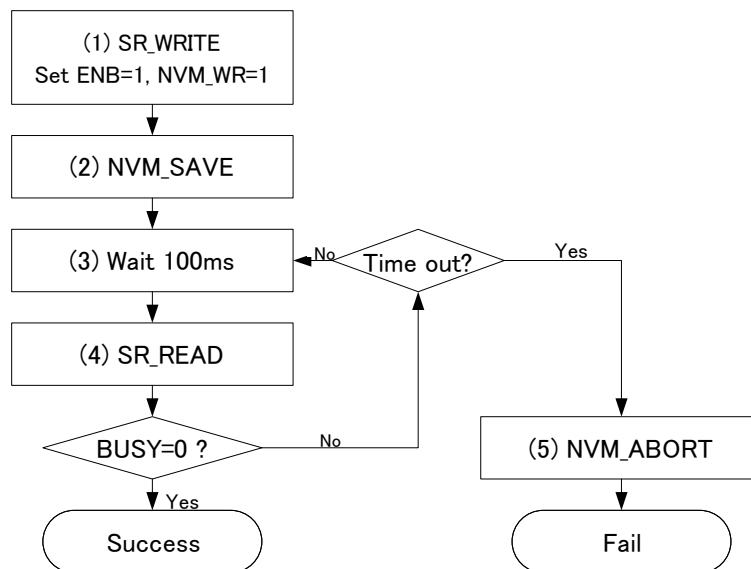 (1) SR_WRITE
Set ENB=1, NVM_WR=1
(2) NVM_SAVE
(3) Wait 100ms
No
Time out?
Yes
(4) SR_READ
BUSY=0 ?
No
(5) NVM_ABORT
Yes
Success
Fail